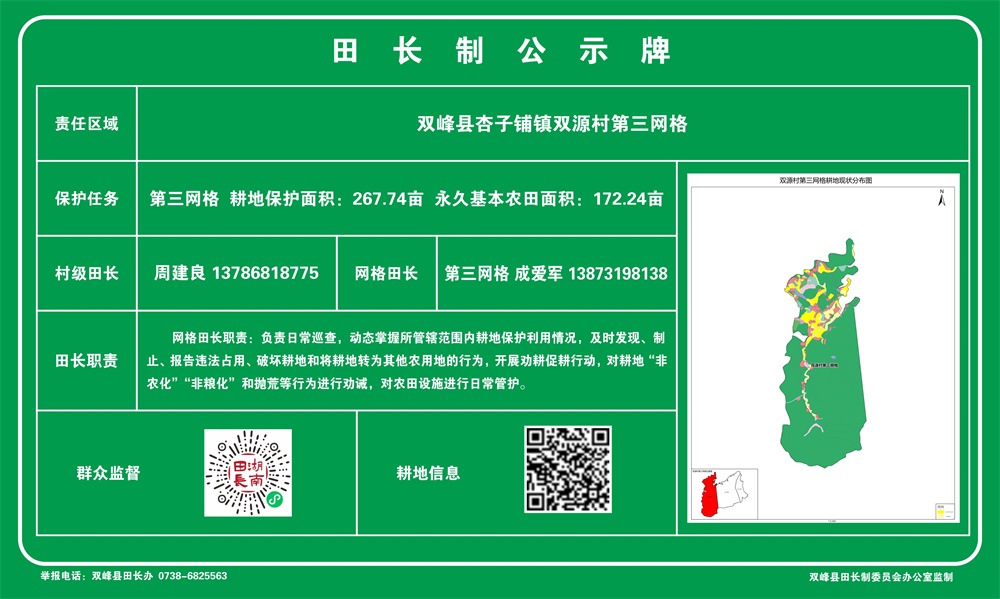 田长制公示牌
责任区域
双峰县杏子铺镇双源村第三网格
保护任务
第三网格 耕地保护面积：267.74亩 永久基本农田面积：172.24亩
村级田长
周建良 13786818775
网格田长
第三网格 成爱军 13873198138
田长职责
网格田长职责：负责日常巡查，动态掌握所管辖范围内耕地保护利用情况，及时发现、制
止、报告违法占用、破坏耕地和将耕地转为其他农用地的行为，开展劝耕促耕行动，对耕地“非
农化”“非粮化”和抛荒等行为进行劝诫，对农田设施进行日常管护。
双源村第三网格耕地现状分布图
N
群众监督
湖南
田長
耕地信息
举报电话：双峰县田长办 0738-6825563
双峰县田长制委员会办公室监制